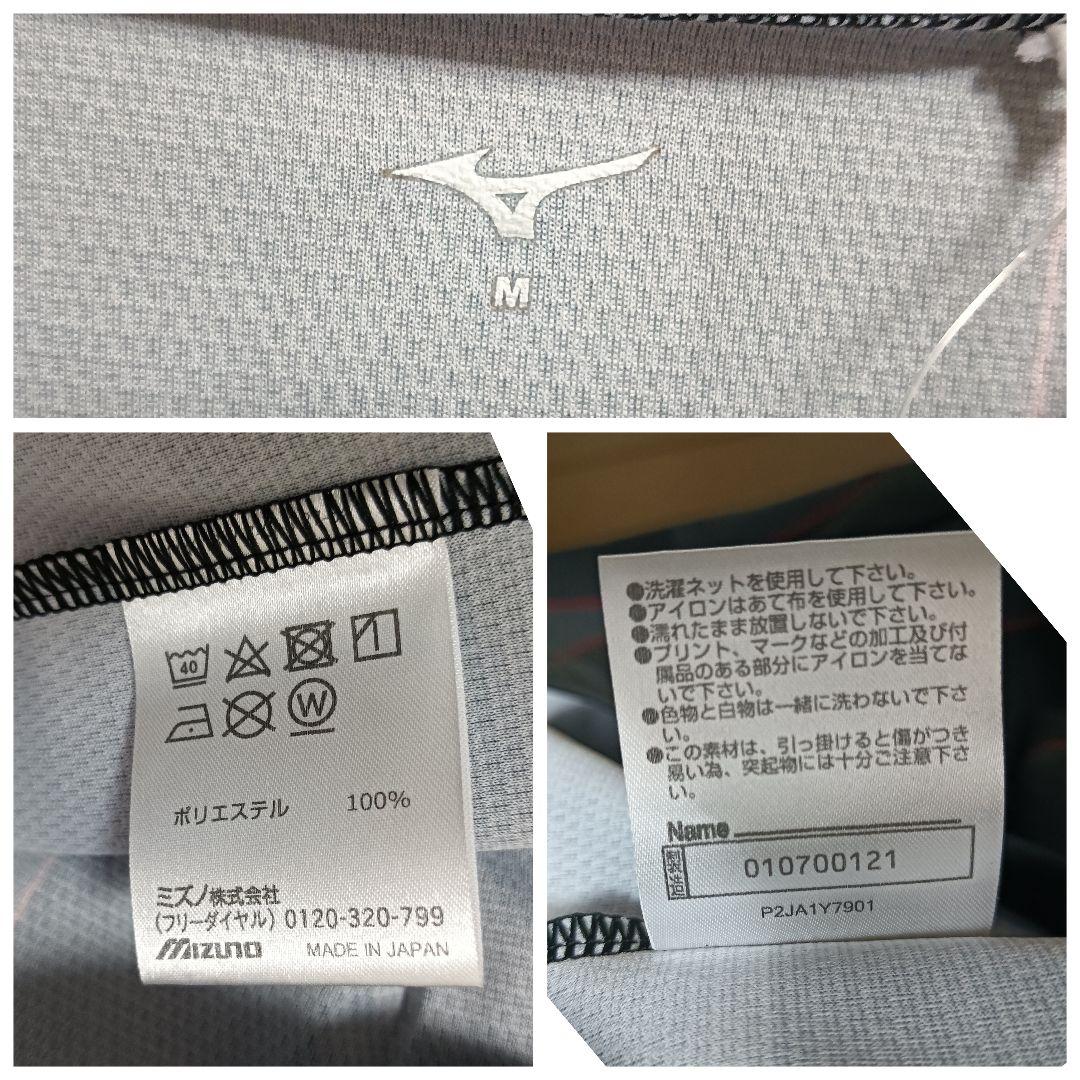 M
40
W
ポリエステル 100%
ミズノ株式会社
(フリーダイヤル) 0120-320-799
MIZUNO MADE IN JAPAN
●洗濯ネットを使用して下さい。
●アイロンはあて布を使用して下さい。
●濡れたまま放置しないで下さい。
●プリント、マークなどの加工及び付
属品のある部分にアイロンを当てな
いで下さい。
●色物と白物は一緒に洗わないで下さ
い。
●この素材は、引っ掛けると傷がつき
易い為、突起物には十分ご注意下さ
い。
Name
010700121
P2JA1Y7901